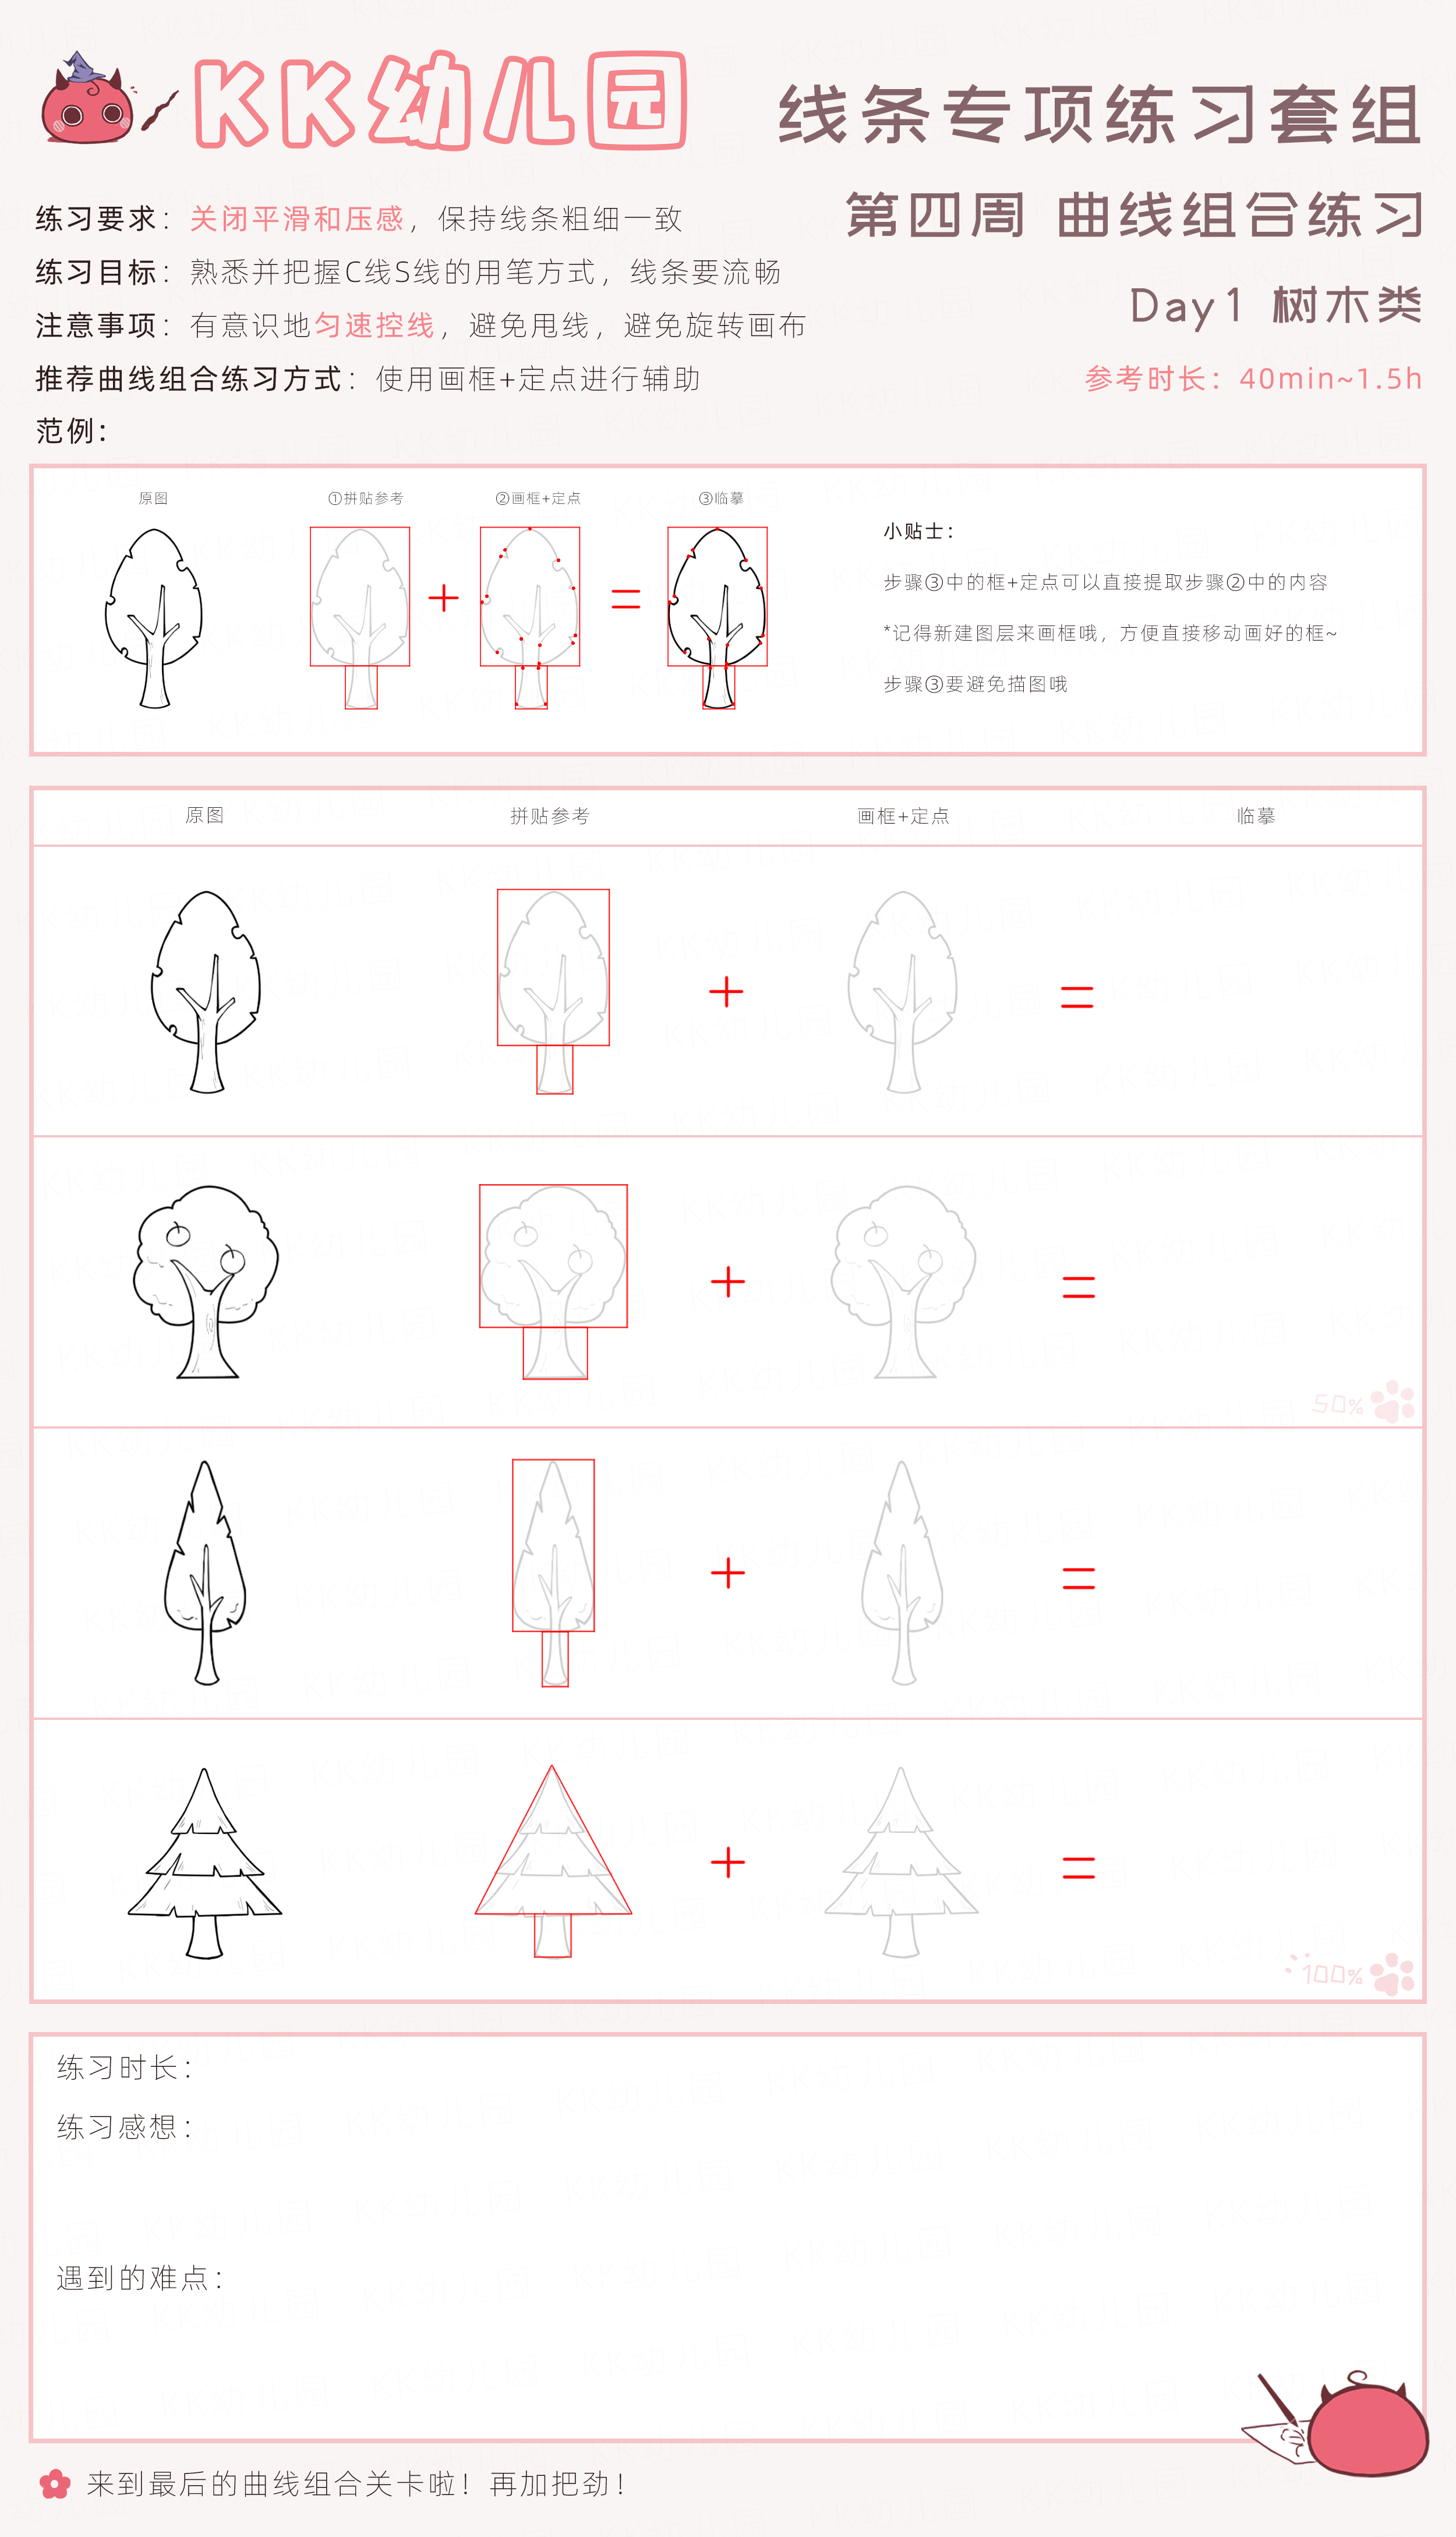 KK幼儿园
线条专项练习套组
第四周 曲线组合练习
Day1 树木类
参考时长：40min~1.5h
练习要求：关闭平滑和压感，保持线条粗细一致
练习目标：熟悉并把握C线S线的用笔方式，线条要流畅
注意事项：有意识地匀速控线，避免甩线，避免旋转画布
推荐曲线组合练习方式：使用画框+定点进行辅助
范例：
原图 ①拼贴参考 ②画框+定点 ③临摹
+ =
小贴士：
步骤③中的框+定点可以直接提取步骤②中的内容
*记得新建图层来画框哦，方便直接移动画好的框~
步骤③要避免描图哦
原图 拼贴参考 画框+定点 临摹
+ =
+ =
50%
+ =
+ =
100%
练习时长：
练习感想：
遇到的难点：
来到最后的曲线组合关卡啦！再加把劲！